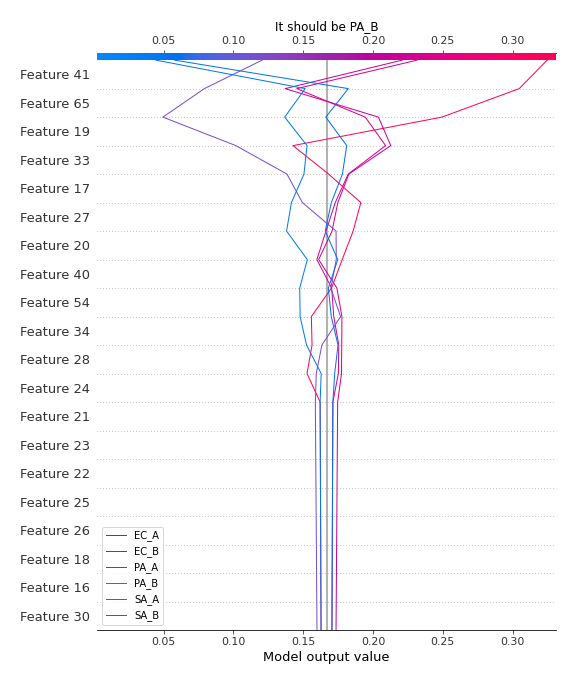 It should be PA_B
0.05 0.10 0.15 0.20 0.25 0.30
Feature 41
Feature 65
Feature 19
Feature 33
Feature 17
Feature 27
Feature 20
Feature 40
Feature 54
Feature 34
Feature 28
Feature 24
Feature 21
Feature 23
Feature 22
Feature 25
Feature 26
Feature 18
Feature 16
Feature 30
EC_A
EC_B
PA_A
PA_B
SA_A
SA_B
0.05 0.10 0.15 0.20 0.25 0.30
Model output value